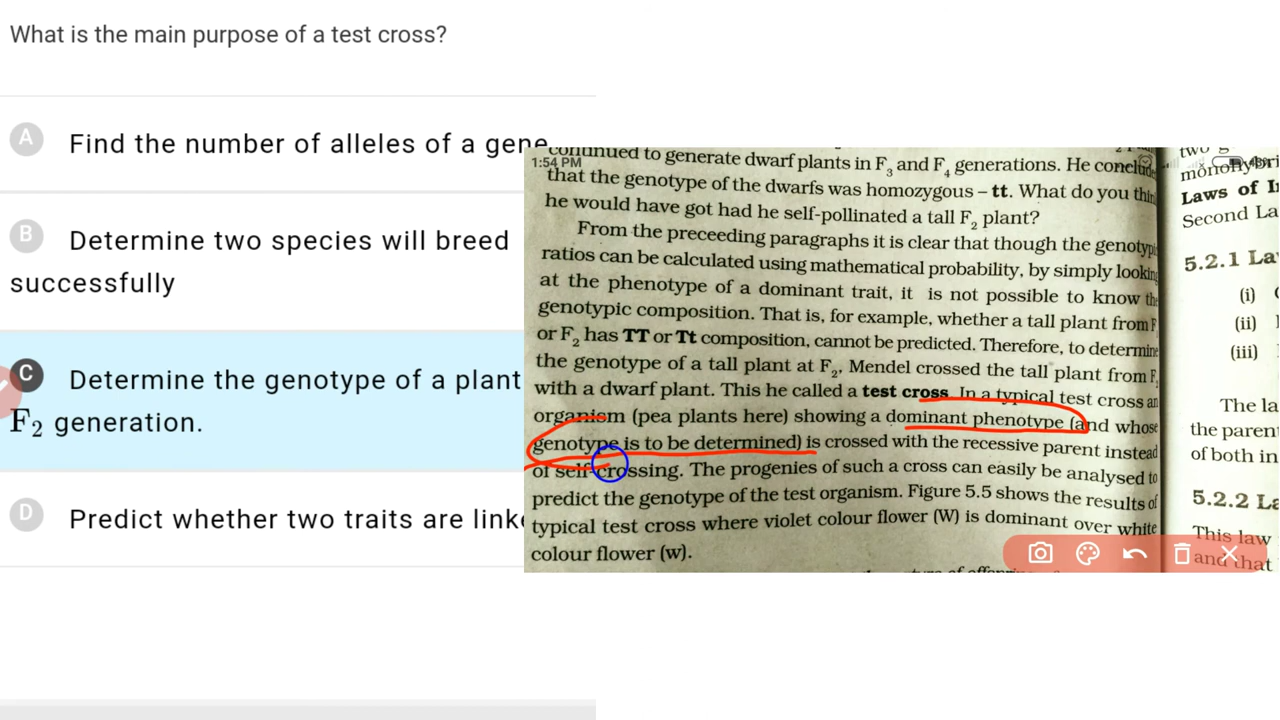 What is the main purpose of a test cross?
A Find the number of alleles of a gene
B Determine two species will breed
successfully
C Determine the genotype of a plant
F₂ generation.
D Predict whether two traits are
1:54 PM
continued to generate dwarf plants in F₃ and F₄ generations. He
that the genotype of the dwarfs was homozygous – tt. What do you
he would have got had he self-pollinated a tall F₂ plant?
From the preceeding paragraphs it is clear that though the
ratios can be calculated using mathematical probability, by simply
at the phenotype of a dominant trait, it is not possible to know
genotypic composition. That is, for example, whether a tall plant from
or F₂ has TT or Tt composition, cannot be predicted. Therefore, to determine
the genotype of a tall plant at F₂, Mendel crossed the tall plant from
with a dwarf plant. This he called a test cross. In a typical test cross an
organism (pea plants here) showing a dominant phenotype (and whose
genotype is to be determined) is crossed with the recessive parent instead
of self-crossing. The progenies of such a cross can easily be analysed to
predict the genotype of the test organism. Figure 5.5 shows the results of
typical test cross where violet colour flower (W) is dominant over white
colour flower (w).
two
Laws of
Second La
5.2.1 La
(i)
(ii)
(iii)
The la
the paren
of both in
5.2.2
This law
and that